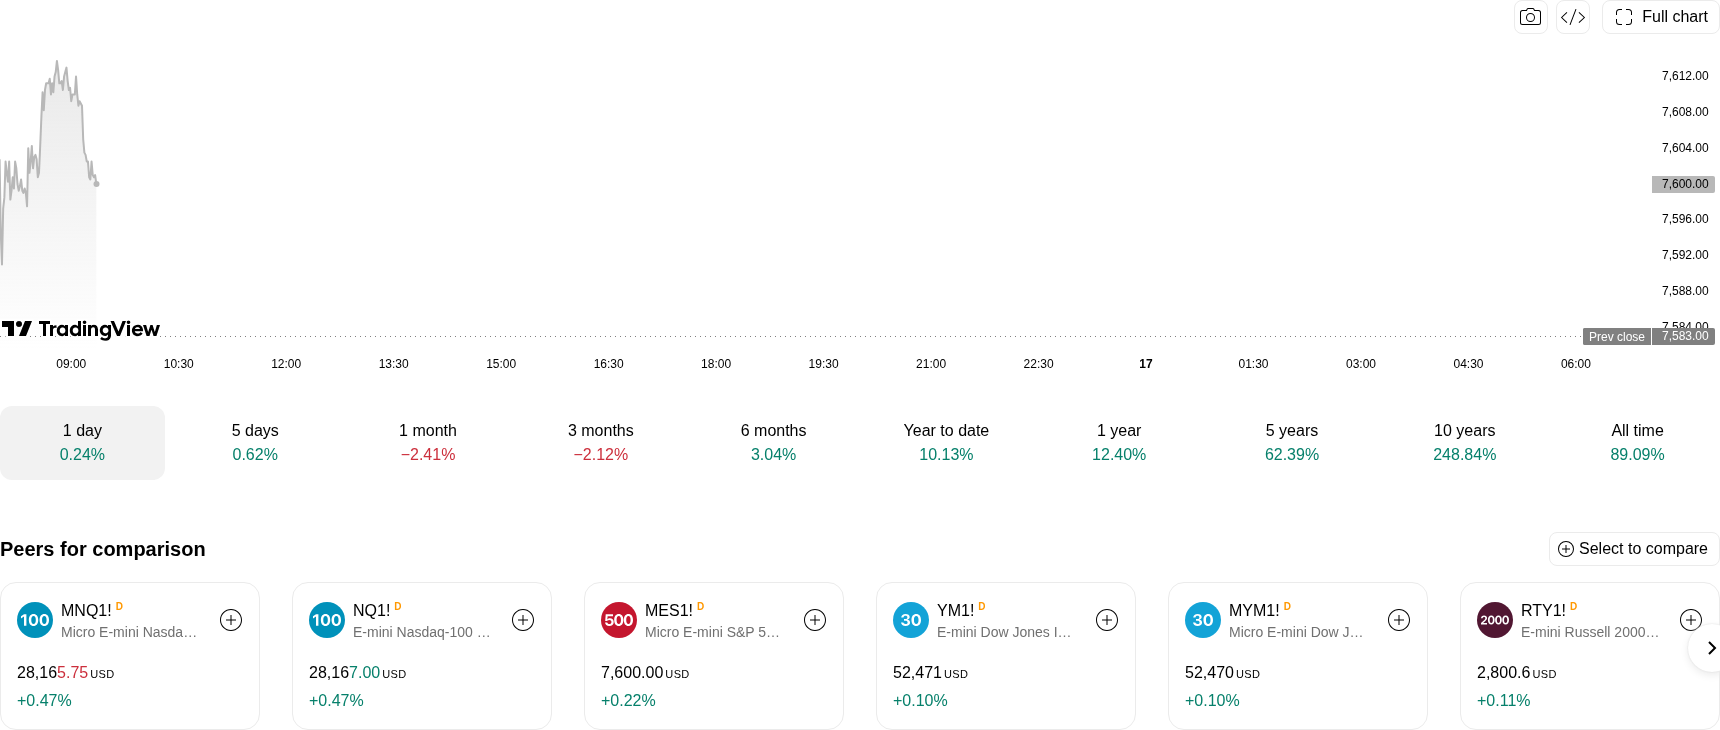 Full chart
7,612.00
7,608.00
7,604.00
7,600.00
7,596.00
7,592.00
7,588.00
7,584.00
TradingView
Prev close 7,583.00
09:00 10:30 12:00 13:30 15:00 16:30 18:00 19:30 21:00 22:30 17 01:30 03:00 04:30 06:00
1 day 5 days 1 month 3 months 6 months Year to date 1 year 5 years 10 years All time
0.24% 0.62% −2.41% −2.12% 3.04% 10.13% 12.40% 62.39% 248.84% 89.09%
Peers for comparison
Select to compare
100 MNQ1! D
Micro E-mini Nasda…
28,165.75 USD
+0.47%
100 NQ1! D
E-mini Nasdaq-100 …
28,167.00 USD
+0.47%
500 MES1! D
Micro E-mini S&P 5…
7,600.00 USD
+0.22%
30 YM1! D
E-mini Dow Jones I…
52,471 USD
+0.10%
30 MYM1! D
Micro E-mini Dow J…
52,470 USD
+0.10%
2000 RTY1! D
E-mini Russell 2000…
2,800.6 USD
+0.11%